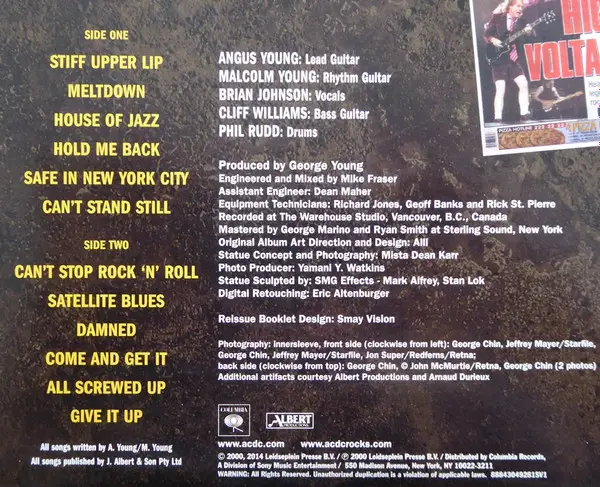 SIDE ONE
STIFF UPPER LIP
MELTDOWN
HOUSE OF JAZZ
HOLD ME BACK
SAFE IN NEW YORK CITY
CAN'T STAND STILL
SIDE TWO
CAN'T STOP ROCK 'N' ROLL
SATELLITE BLUES
DAMNED
COME AND GET IT
ALL SCREWED UP
GIVE IT UP
All songs written by A. Young/M. Young
All songs published by J. Albert & Son Pty Ltd
ANGUS YOUNG: Lead Guitar
MALCOLM YOUNG: Rhythm Guitar
BRIAN JOHNSON: Vocals
CLIFF WILLIAMS: Bass Guitar
PHIL RUDD: Drums
Produced by George Young
Engineered and Mixed by Mike Fraser
Assistant Engineer: Dean Maher
Equipment Technicians: Richard Jones, Geoff Banks and Rick St. Pierre
Recorded at The Warehouse Studio, Vancouver, B.C., Canada
Mastered by George Marino and Ryan Smith at Sterling Sound, New York
Original Album Art Direction and Design: Alli
Statue Concept and Photography: Mista Dean Karr
Photo Producer: Yamani Y. Watkins
Statue Sculpted by: SMG Effects - Mark Alfrey, Stan Lok
Digital Retouching: Eric Altenburger
Reissue Booklet Design: Smay Vision
Photography: innersleeve, front side (clockwise from left): George Chin, Jeffrey Mayer/Starfile,
George Chin, Jeffrey Mayer/Starfile, Jon Super/Redferns/Retna;
back side (clockwise from top): George Chin, © John McMurtie/Retna, George Chin (2 photos)
Additional artifacts courtesy Albert Productions and Arnaud Durieux
COLUMBIA
ALBERT
PRODUCTIONS
www.acdc.com www.acdcrocks.com
© 2000, 2014 Leidseplein Presse B.V. / ℗ 2000 Leidseplein Presse B.V. / Distributed by Columbia Records,
A Division of Sony Music Entertainment / 550 Madison Avenue, New York, NY 10022-3211
WARNING: All Rights Reserved. Unauthorized duplication is a violation of applicable laws. 88843049281SV1
HIG
VOLTA
PIZZA HOTLINE
PIZZA